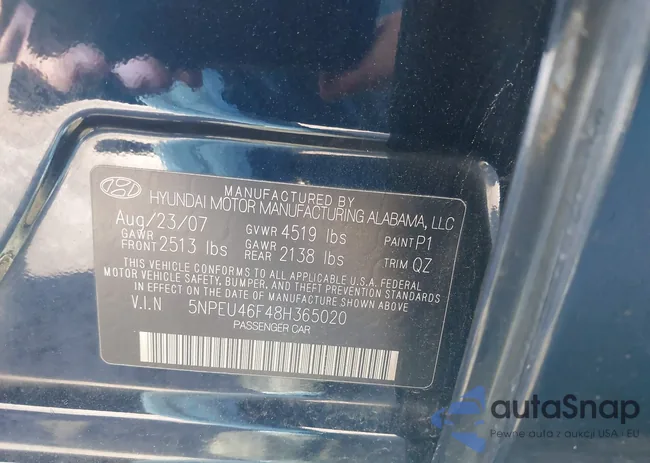 MANUFACTURED BY
HYUNDAI MOTOR MANUFACTURING ALABAMA, LLC
Aug/23/07 GVWR 4519 lbs PAINT P1
GAWR FRONT 2513 lbs GAWR REAR 2138 lbs TRIM QZ
THIS VEHICLE CONFORMS TO ALL APPLICABLE U.S.A. FEDERAL
MOTOR VEHICLE SAFETY, BUMPER, AND THEFT PREVENTION STANDARDS
IN EFFECT ON THE DATE OF MANUFACTURE SHOWN ABOVE.
V.I.N 5NPEU46F48H365020
PASSENGER CAR
autaSnap
Pewne auta z aukcji USA - EU